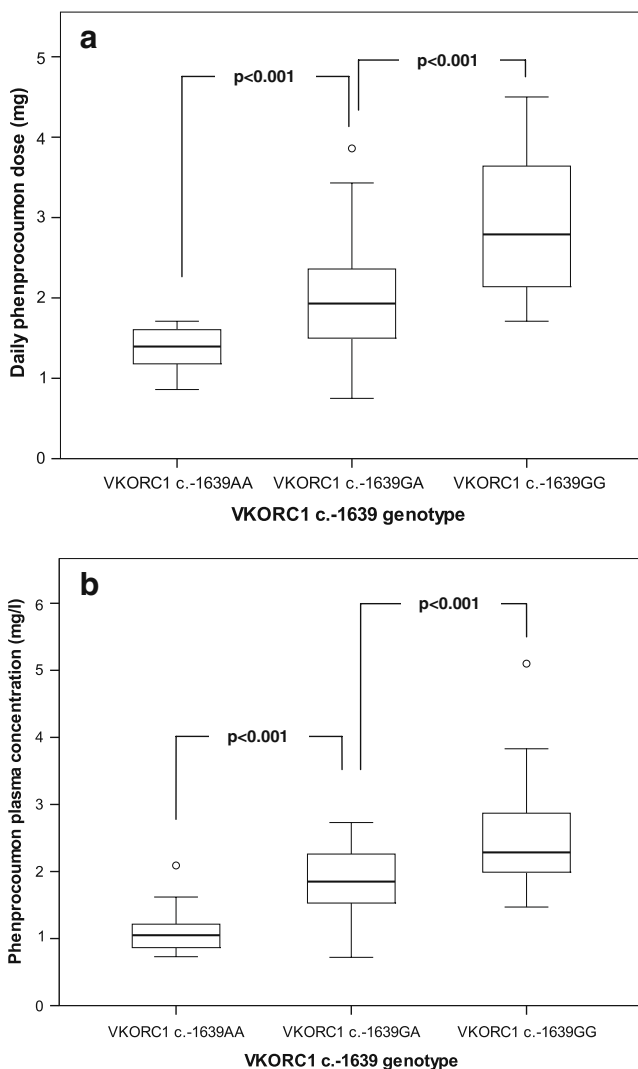 a
Daily phenprocoumon dose (mg)
5
4
3
2
1
0
p<0.001
p<0.001
VKORC1 c.-1639AA
VKORC1 c.-1639GA
VKORC1 c.-1639GG
VKORC1 c.-1639 genotype
b
Phenprocoumon plasma concentration (mg/l)
6
5
4
3
2
1
0
p<0.001
p<0.001
VKORC1 c.-1639AA
VKORC1 c.-1639GA
VKORC1 c.-1639GG
VKORC1 c.-1639 genotype